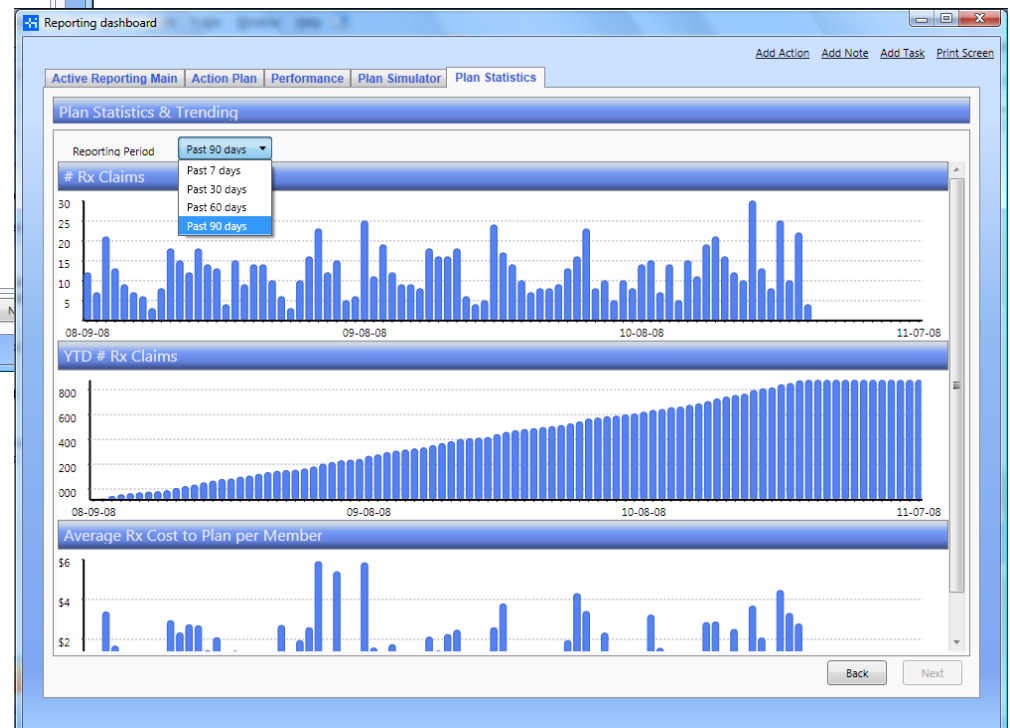 Reporting dashboard
Add Action Add Note Add Task Print Screen
Active Reporting Main Action Plan Performance Plan Simulator Plan Statistics
Plan Statistics & Trending
Reporting Period Past 90 days
Past 7 days
Past 30 days
Past 60 days
Past 90 days
# Rx Claims
30
25
20
15
10
5
08-09-08 09-08-08 10-08-08 11-07-08
YTD # Rx Claims
800
600
400
200
000
08-09-08 09-08-08 10-08-08 11-07-08
Average Rx Cost to Plan per Member
$6
$4
$2
Back Next